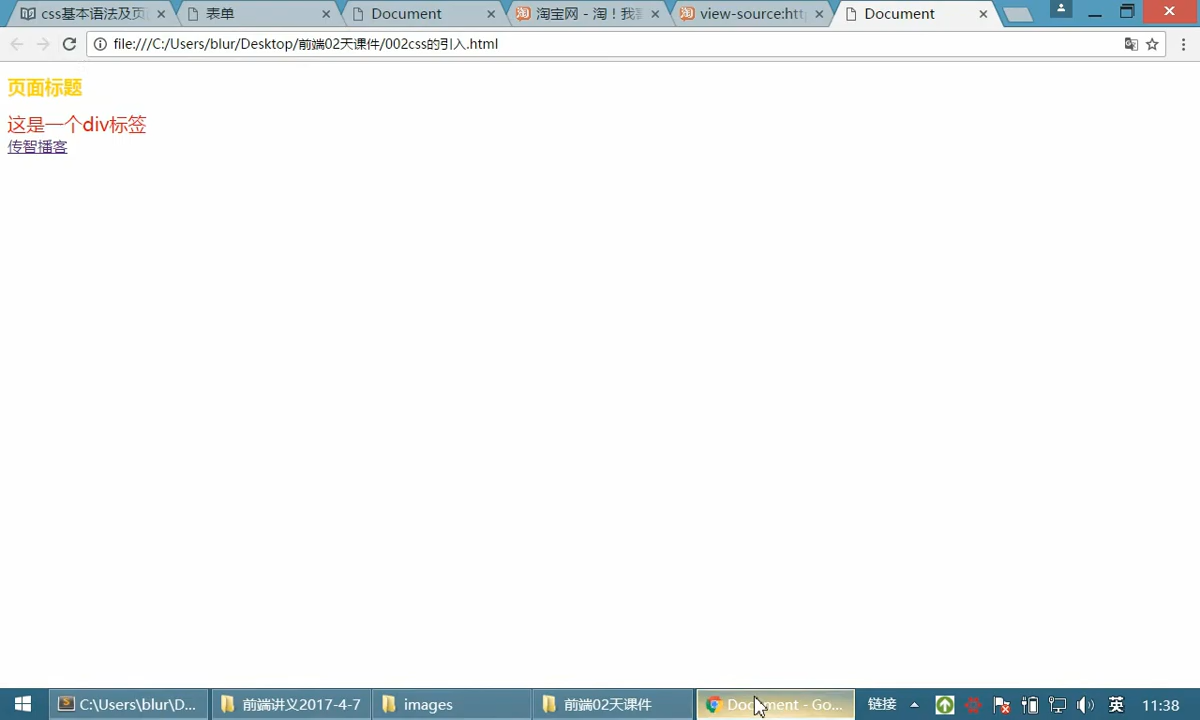 css基本语法及页
表单
Document
淘宝网 - 淘！我
view-source:htt
Document
file:///C:/Users/blur/Desktop/前端02天课件/002css的引入.html
页面标题
这是一个div标签
传智播客
C:\Users\blur\D...
前端讲义2017-4-7
images
前端02天课件
Document - Go...
链接
英
11:38